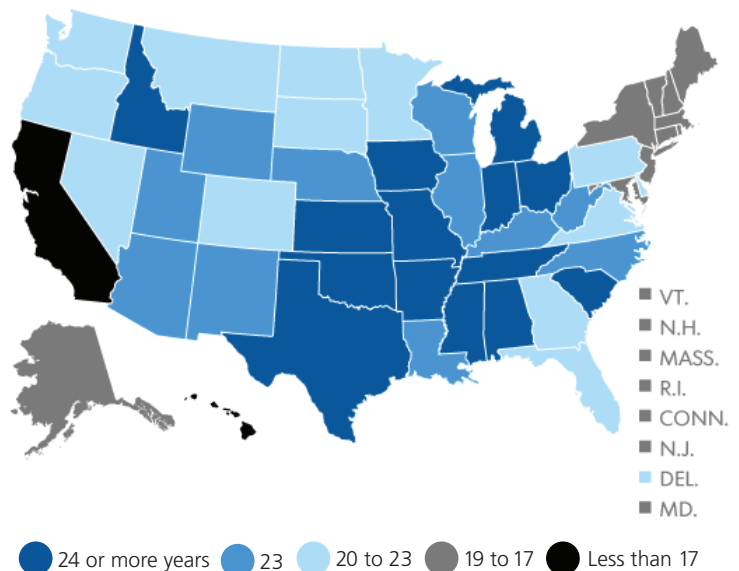 VT.
N.H.
MASS.
R.I.
CONN.
N.J.
DEL.
MD.
24 or more years 23 20 to 23 19 to 17 Less than 17